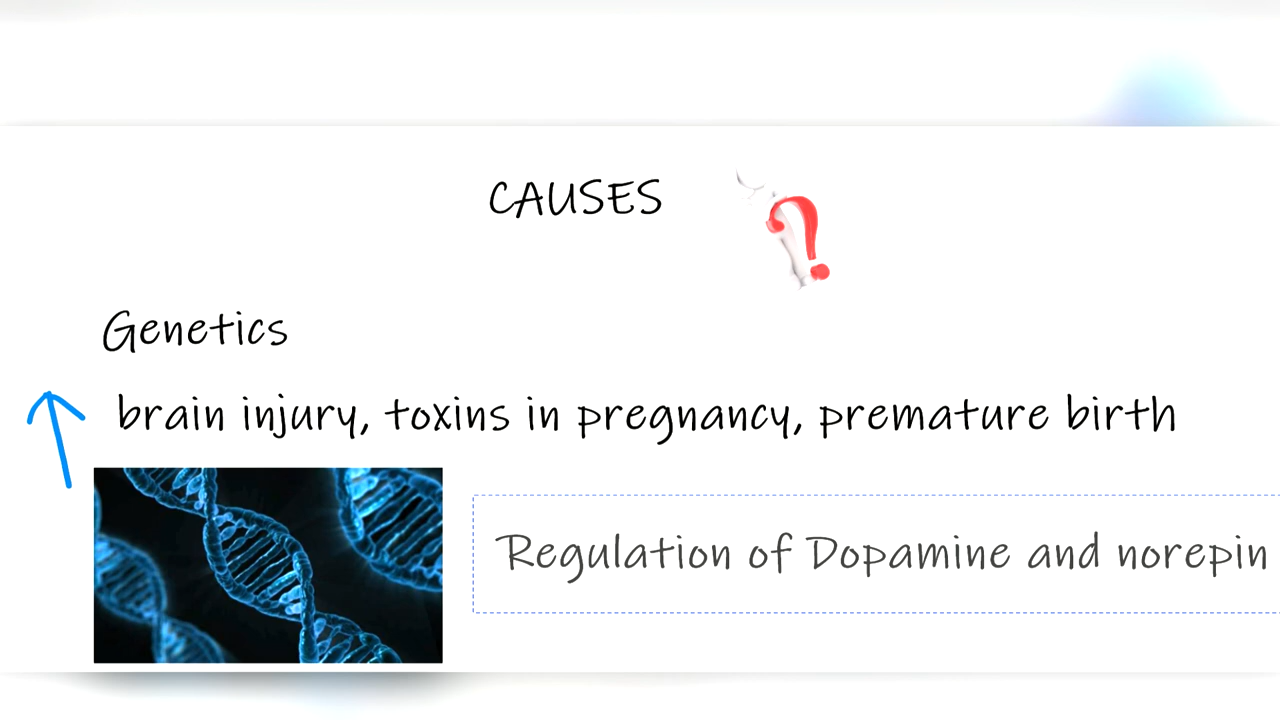 CAUSES
?
Genetics
brain injury, toxins in pregnancy, premature birth
Regulation of Dopamine and norepin